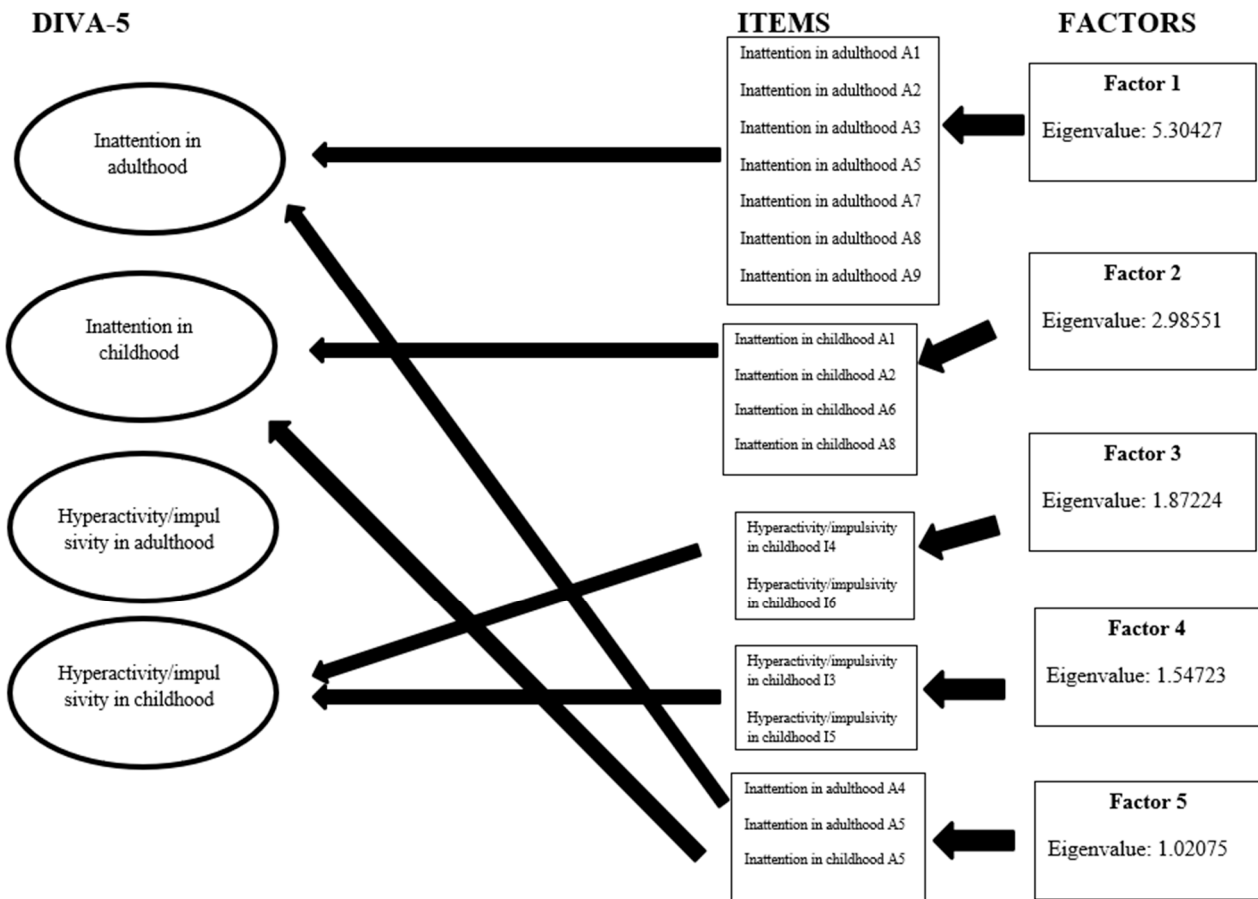 DIVA-5
Inattention in
adulthood
Inattention in
childhood
Hyperactivity/impul
sivity in adulthood
Hyperactivity/impul
sivity in childhood
ITEMS
Inattention in adulthood A1
Inattention in adulthood A2
Inattention in adulthood A3
Inattention in adulthood A5
Inattention in adulthood A7
Inattention in adulthood A8
Inattention in adulthood A9
Inattention in childhood A1
Inattention in childhood A2
Inattention in childhood A6
Inattention in childhood A8
Hyperactivity/impulsivity
in childhood I4
Hyperactivity/impulsivity
in childhood I6
Hyperactivity/impulsivity
in childhood I3
Hyperactivity/impulsivity
in childhood I5
Inattention in adulthood A4
Inattention in adulthood A5
Inattention in childhood A5
FACTORS
Factor 1
Eigenvalue: 5.30427
Factor 2
Eigenvalue: 2.98551
Factor 3
Eigenvalue: 1.87224
Factor 4
Eigenvalue: 1.54723
Factor 5
Eigenvalue: 1.02075